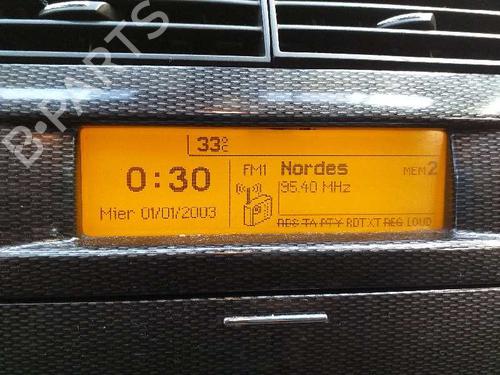 33°C
0:30
Mier 01/01/2003
FM1 Nordes MEM2
95.40 MHz
RDS TA PTY RDTXT REG LOUD
B-PARTS